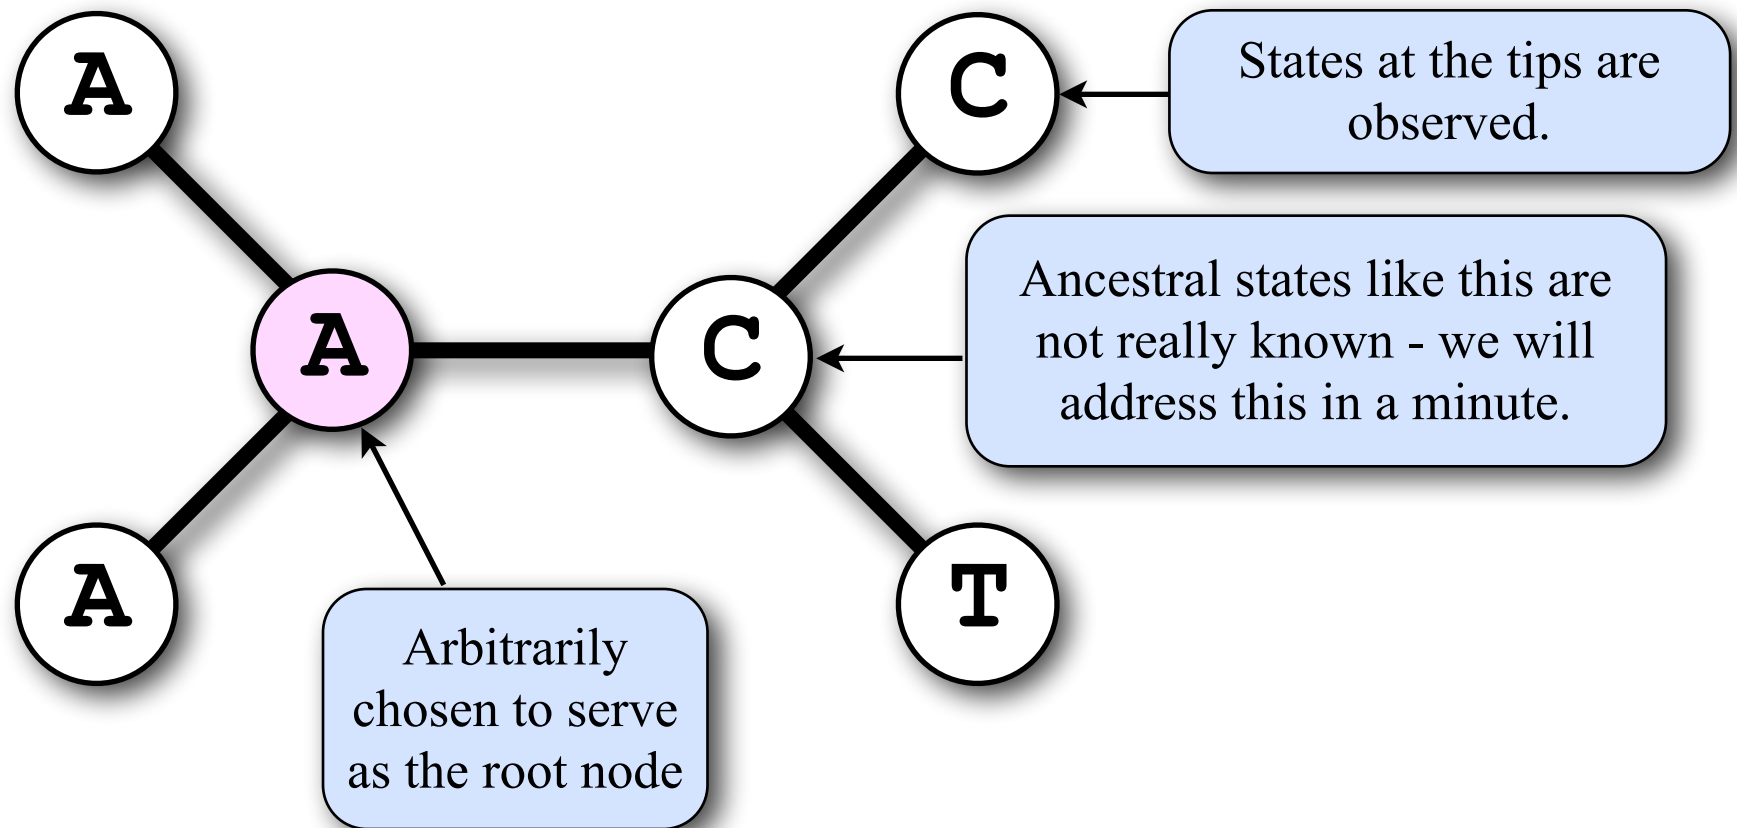 A
C
States at the tips are
observed.
A
C
Ancestral states like this are
not really known - we will
address this in a minute.
A
T
Arbitrarily
chosen to serve
as the root node